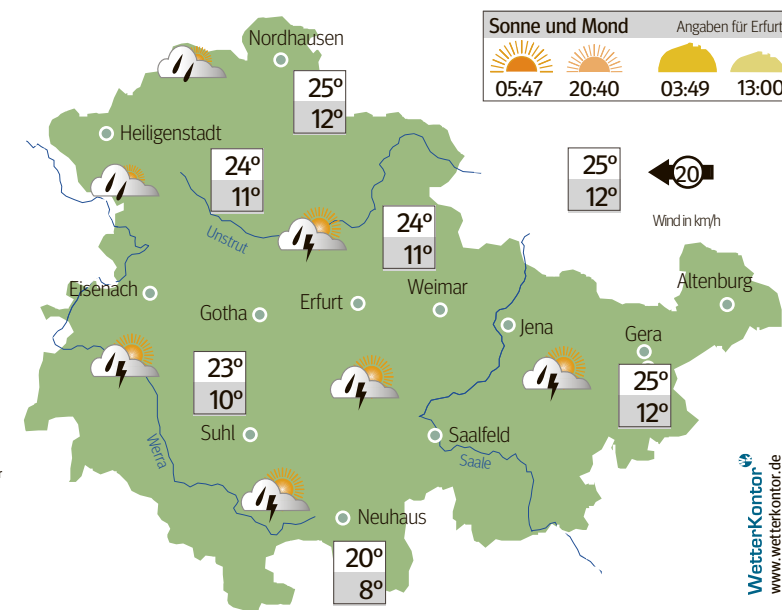 Sonne und Mond Angaben für Erfurt
05:47 20:40 03:49 13:00
Nordhausen
25°
12°
Heiligenstadt
24°
11°
25°
12°
20
Wind in km/h
Unstrut
24°
11°
Eisenach
Gotha
Erfurt
Weimar
Altenburg
Jena
Gera
23°
10°
25°
12°
Suhl
Werra
Saalfeld
Saale
Neuhaus
20°
8°
WetterKontor
www.wetterkontor.de